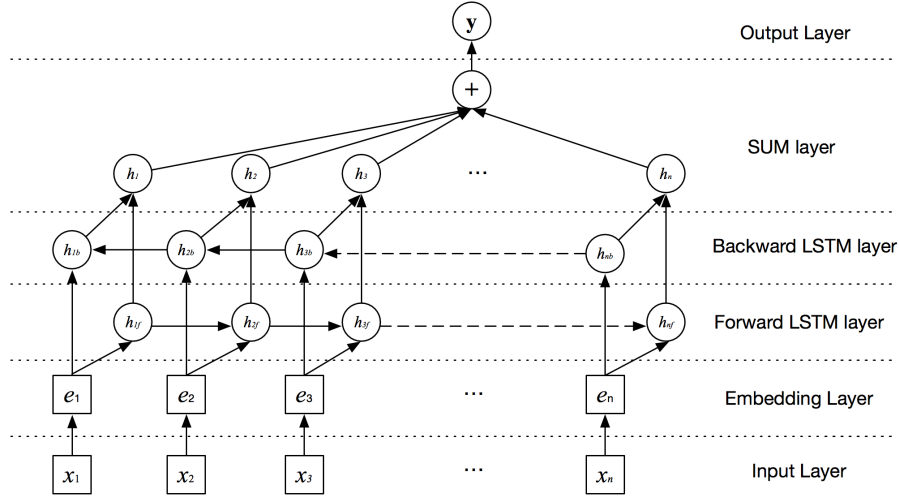 y Output Layer
+
SUM layer
h1 h2 h3 ... hn
h1b h2b h3b hnb Backward LSTM layer
h1f h2f h3f hnf Forward LSTM layer
e1 e2 e3 ... en Embedding Layer
x1 x2 x3 ... xn Input Layer